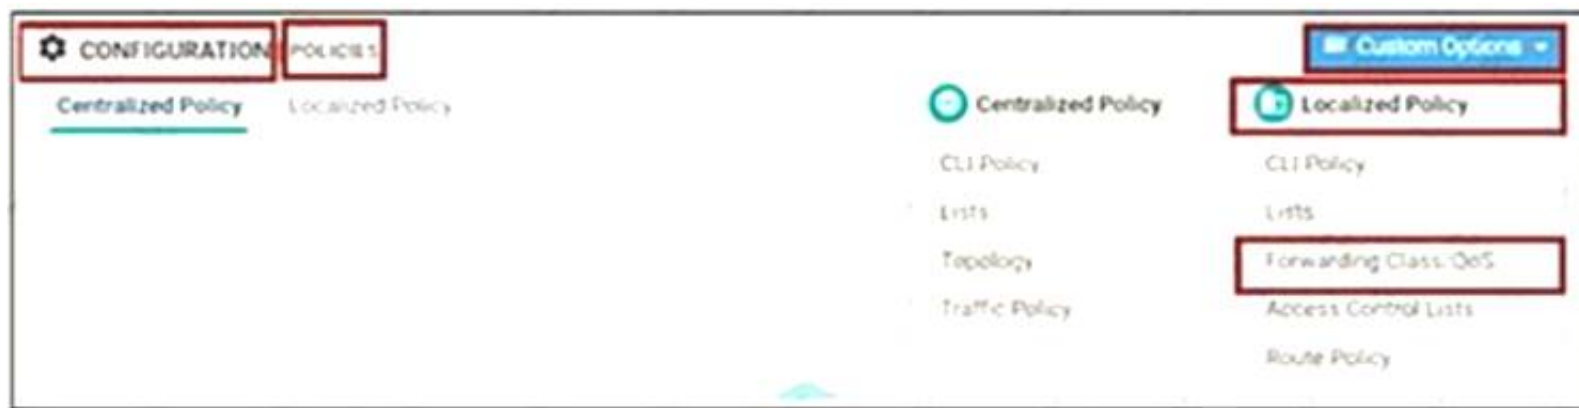 CONFIGURATION POLICIES
Custom Options
Centralized Policy Localized Policy
Centralized Policy
CLI Policy
Lists
Topology
Traffic Policy
Localized Policy
CLI Policy
Lists
Forwarding Class/QoS
Access Control Lists
Route Policy